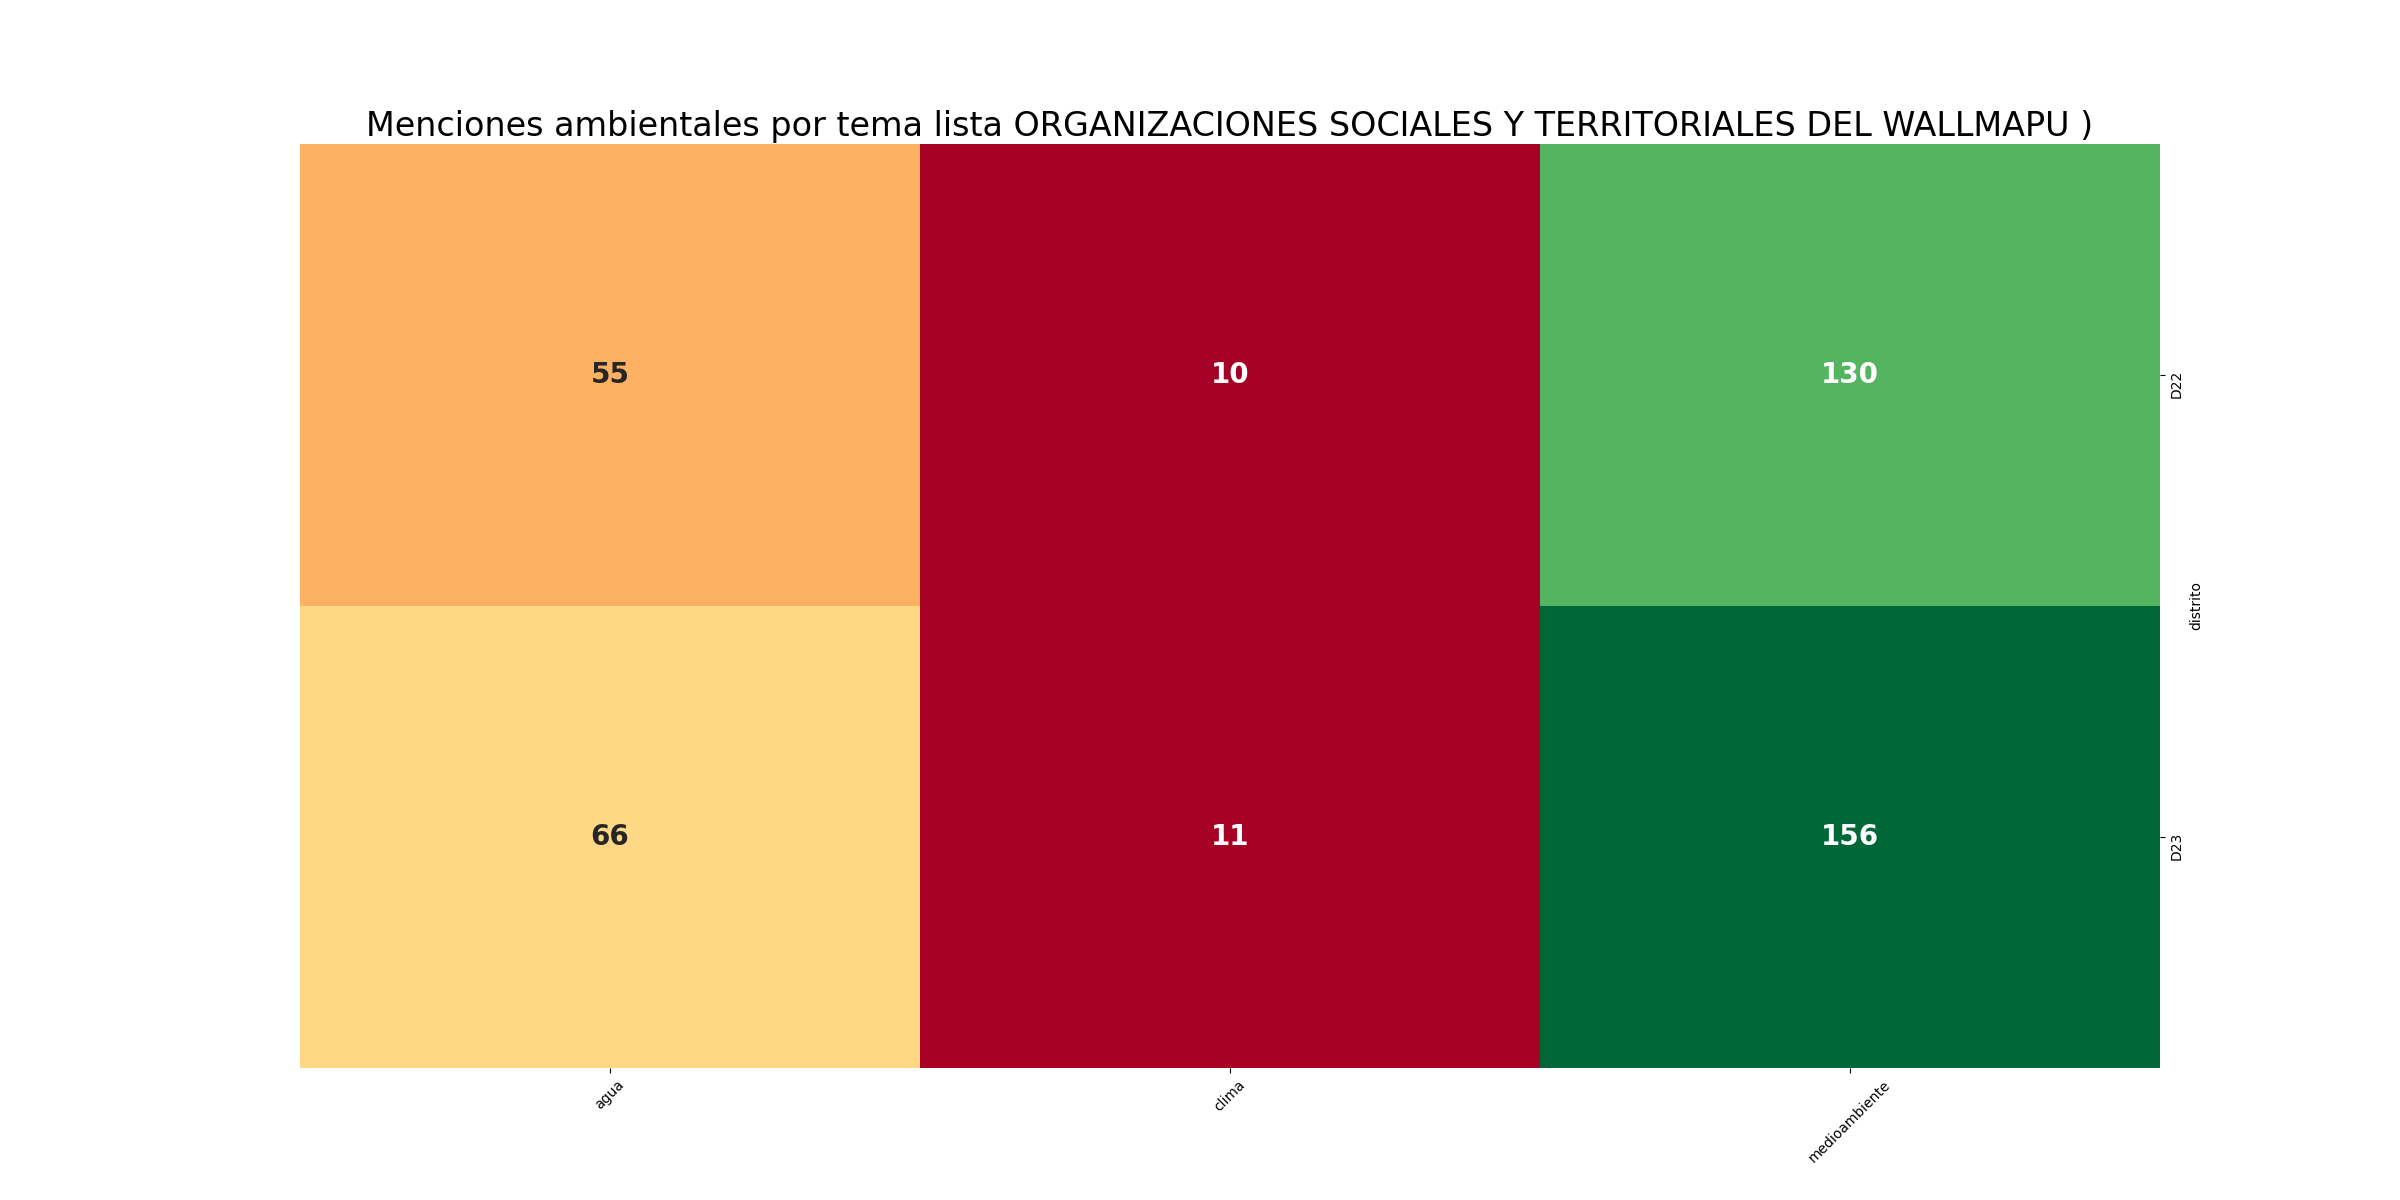 Menciones ambientales por tema lista ORGANIZACIONES SOCIALES Y TERRITORIALES DEL WALLMAPU )
55
10
130
D22
distrito
66
11
156
D23
agua
clima
medioambiente